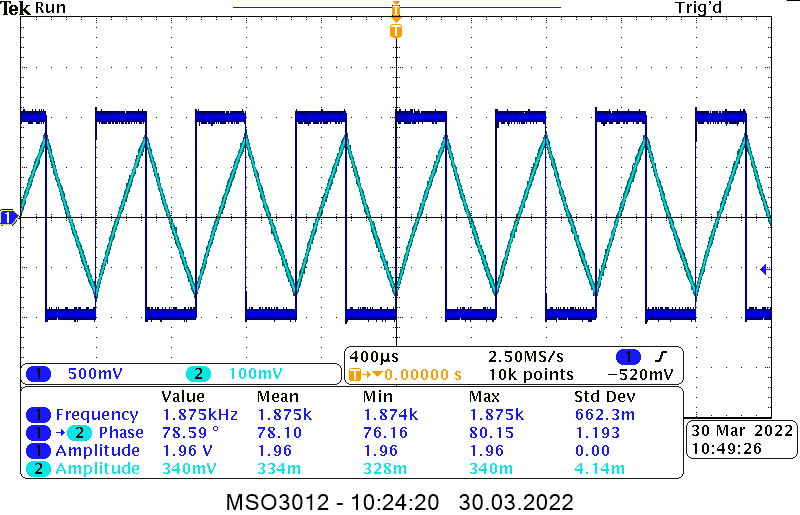 Tek Run Trig'd
T
T
T
400µs 2.50MS/s 1
1 500mV 2 100mV T→▼0.00000 s 10k points −520mV
Value Mean Min Max Std Dev
1 Frequency 1.875kHz 1.875k 1.874k 1.875k 662.3m
1 → 2 Phase 78.59 ° 78.10 76.16 80.15 1.193
1 Amplitude 1.96 V 1.96 1.96 1.96 0.00
2 Amplitude 340mV 334m 328m 340m 4.14m
30 Mar 2022
10:49:26
MSO3012 - 10:24:20 30.03.2022